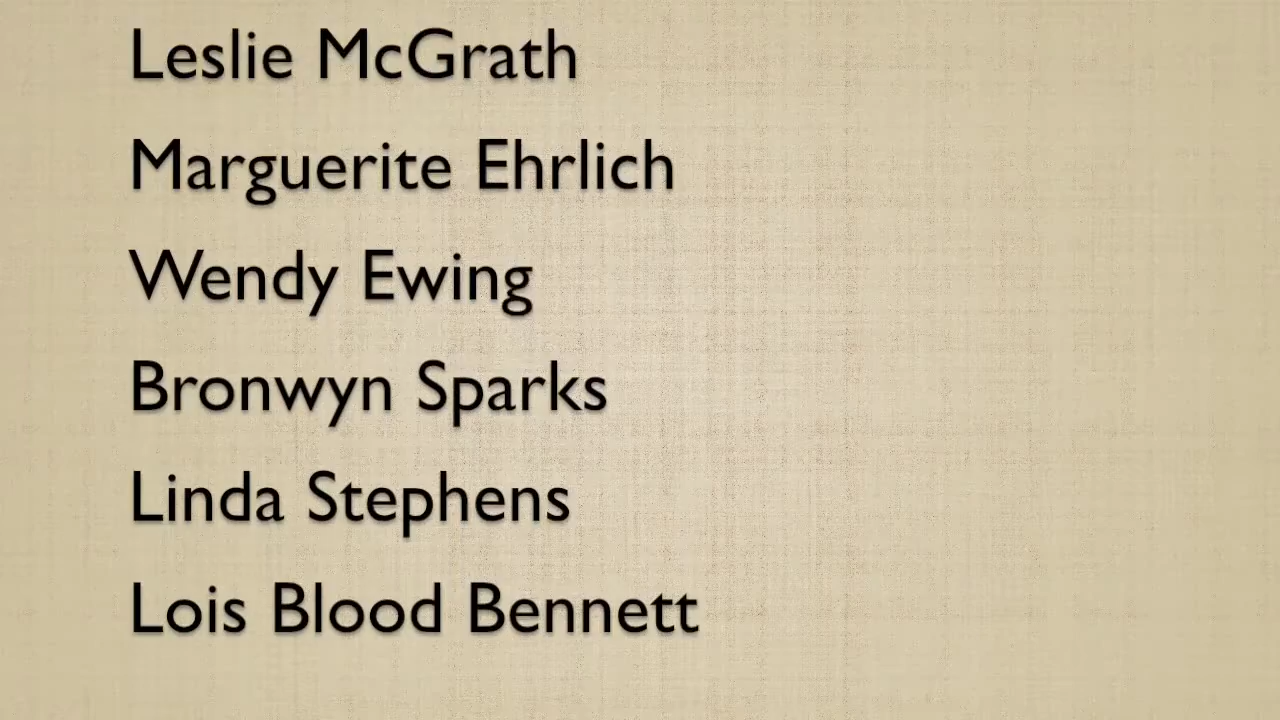 Leslie McGrath
Marguerite Ehrlich
Wendy Ewing
Bronwyn Sparks
Linda Stephens
Lois Blood Bennett